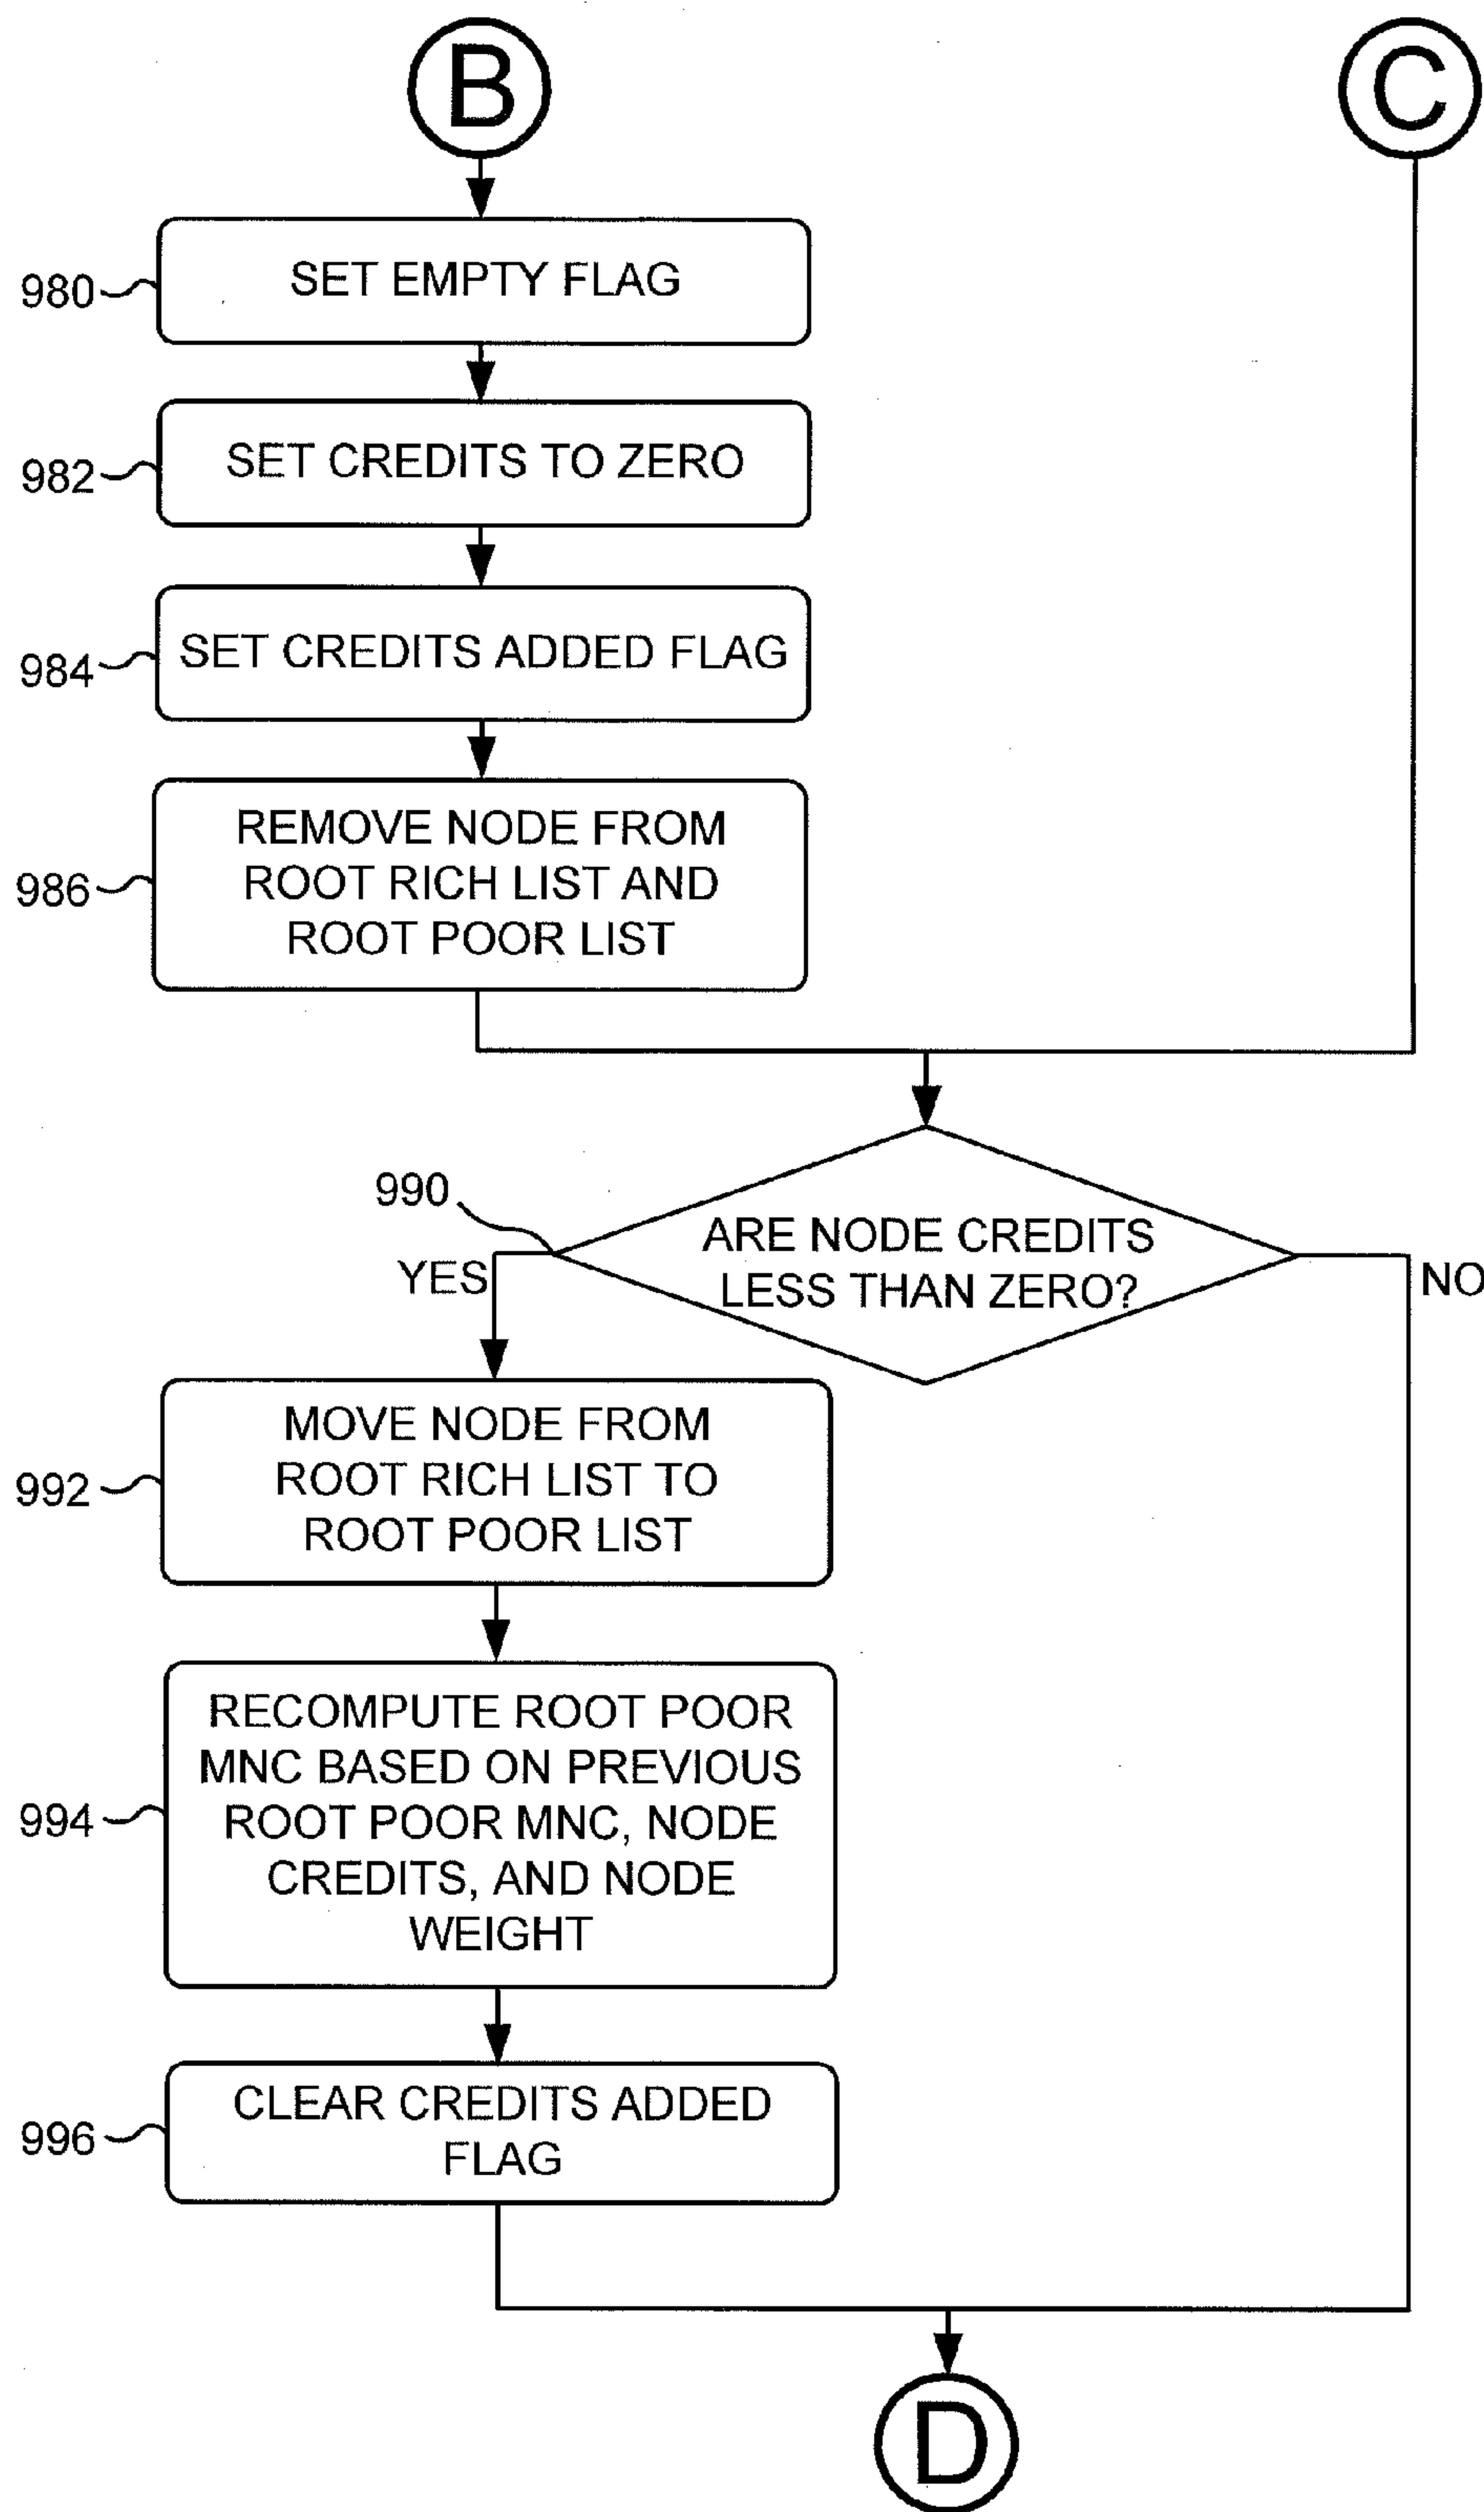 B
C
980
SET EMPTY FLAG
982
SET CREDITS TO ZERO
984
SET CREDITS ADDED FLAG
986
REMOVE NODE FROM
ROOT RICH LIST AND
ROOT POOR LIST
990
ARE NODE CREDITS
LESS THAN ZERO?
YES
NO
992
MOVE NODE FROM
ROOT RICH LIST TO
ROOT POOR LIST
994
RECOMPUTE ROOT POOR
MNC BASED ON PREVIOUS
ROOT POOR MNC, NODE
CREDITS, AND NODE
WEIGHT
996
CLEAR CREDITS ADDED
FLAG
D